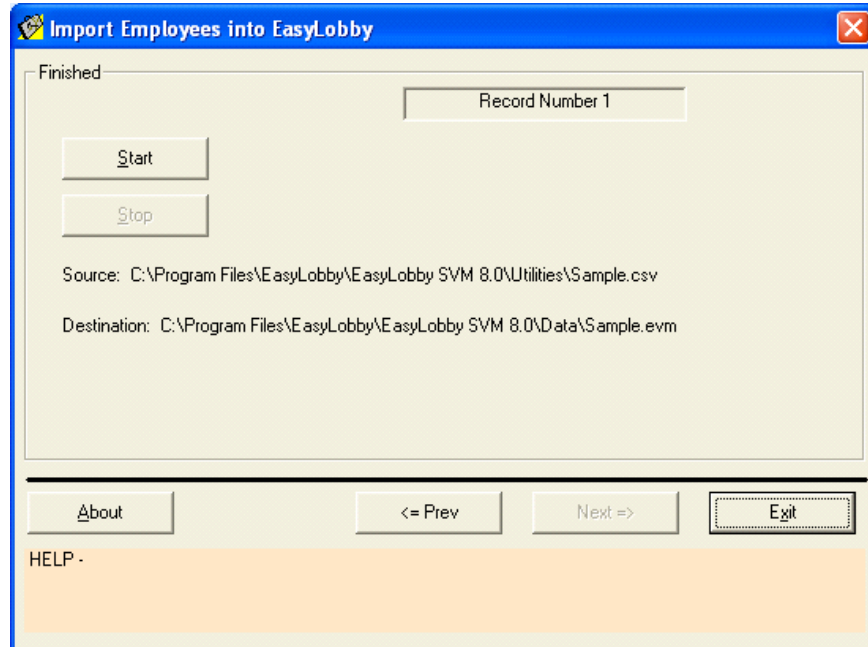 Import Employees into EasyLobby
Finished
Record Number 1
Start
Stop
Source: C:\Program Files\EasyLobby\EasyLobby SVM 8.0\Utilities\Sample.csv
Destination: C:\Program Files\EasyLobby\EasyLobby SVM 8.0\Data\Sample.evm
About
<= Prev
Next =>
Exit
HELP -